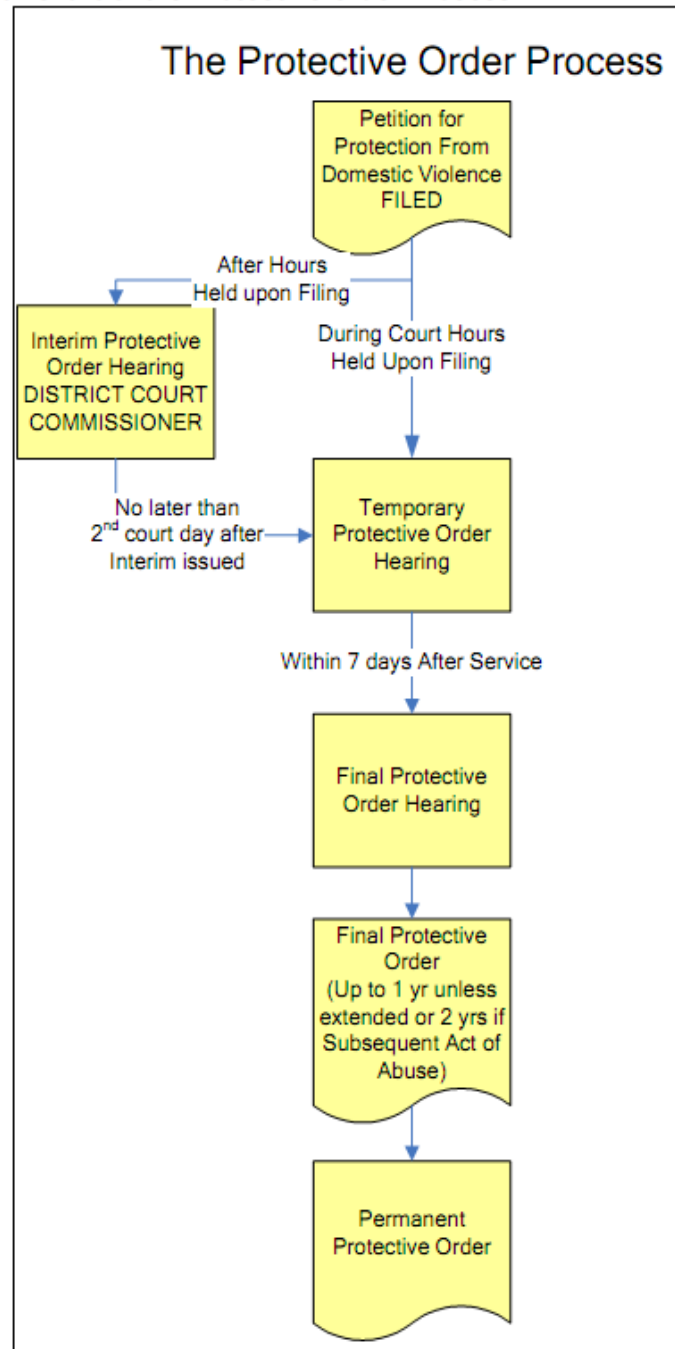 The Protective Order Process
Petition for
Protection From
Domestic Violence
FILED
After Hours
Held upon Filing
During Court Hours
Held Upon Filing
Interim Protective
Order Hearing
DISTRICT COURT
COMMISSIONER
No later than
2nd court day after
Interim issued
Temporary
Protective Order
Hearing
Within 7 days After Service
Final Protective
Order Hearing
Final Protective
Order
(Up to 1 yr unless
extended or 2 yrs if
Subsequent Act of
Abuse)
Permanent
Protective Order